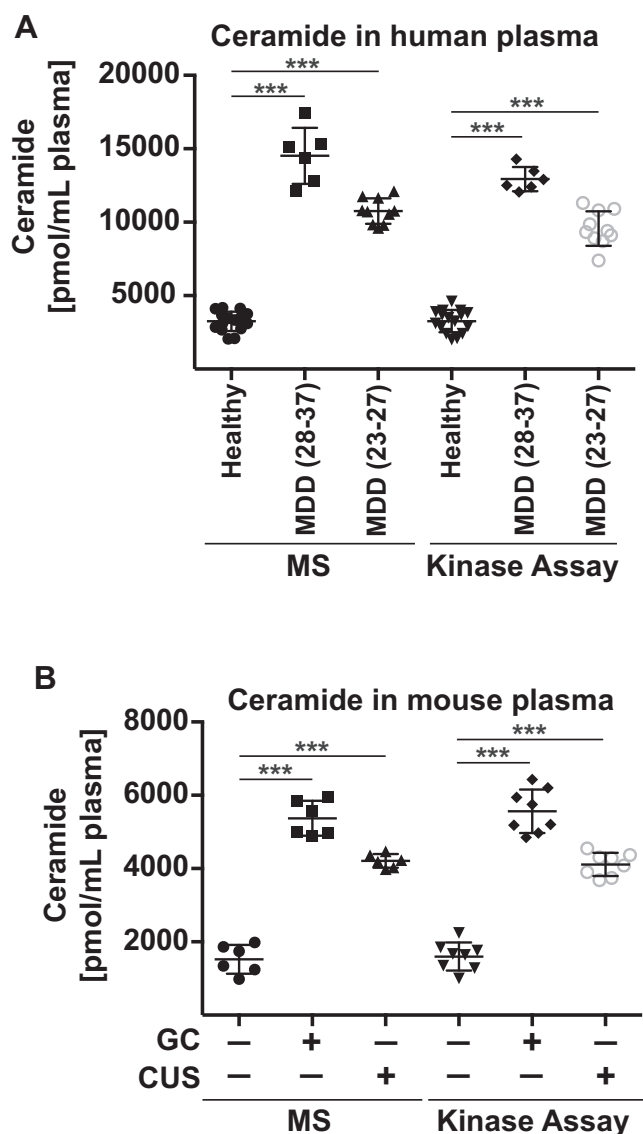 A
Ceramide in human plasma
Ceramide
[pmol/mL plasma]
20000
15000
10000
5000
***
***
***
***
Healthy
MDD (28-37)
MDD (23-27)
Healthy
MDD (28-37)
MDD (23-27)
MS
Kinase Assay
B
Ceramide in mouse plasma
Ceramide
[pmol/mL plasma]
8000
6000
4000
2000
***
***
***
***
GC – + – – + –
CUS – – + – – +
MS
Kinase Assay